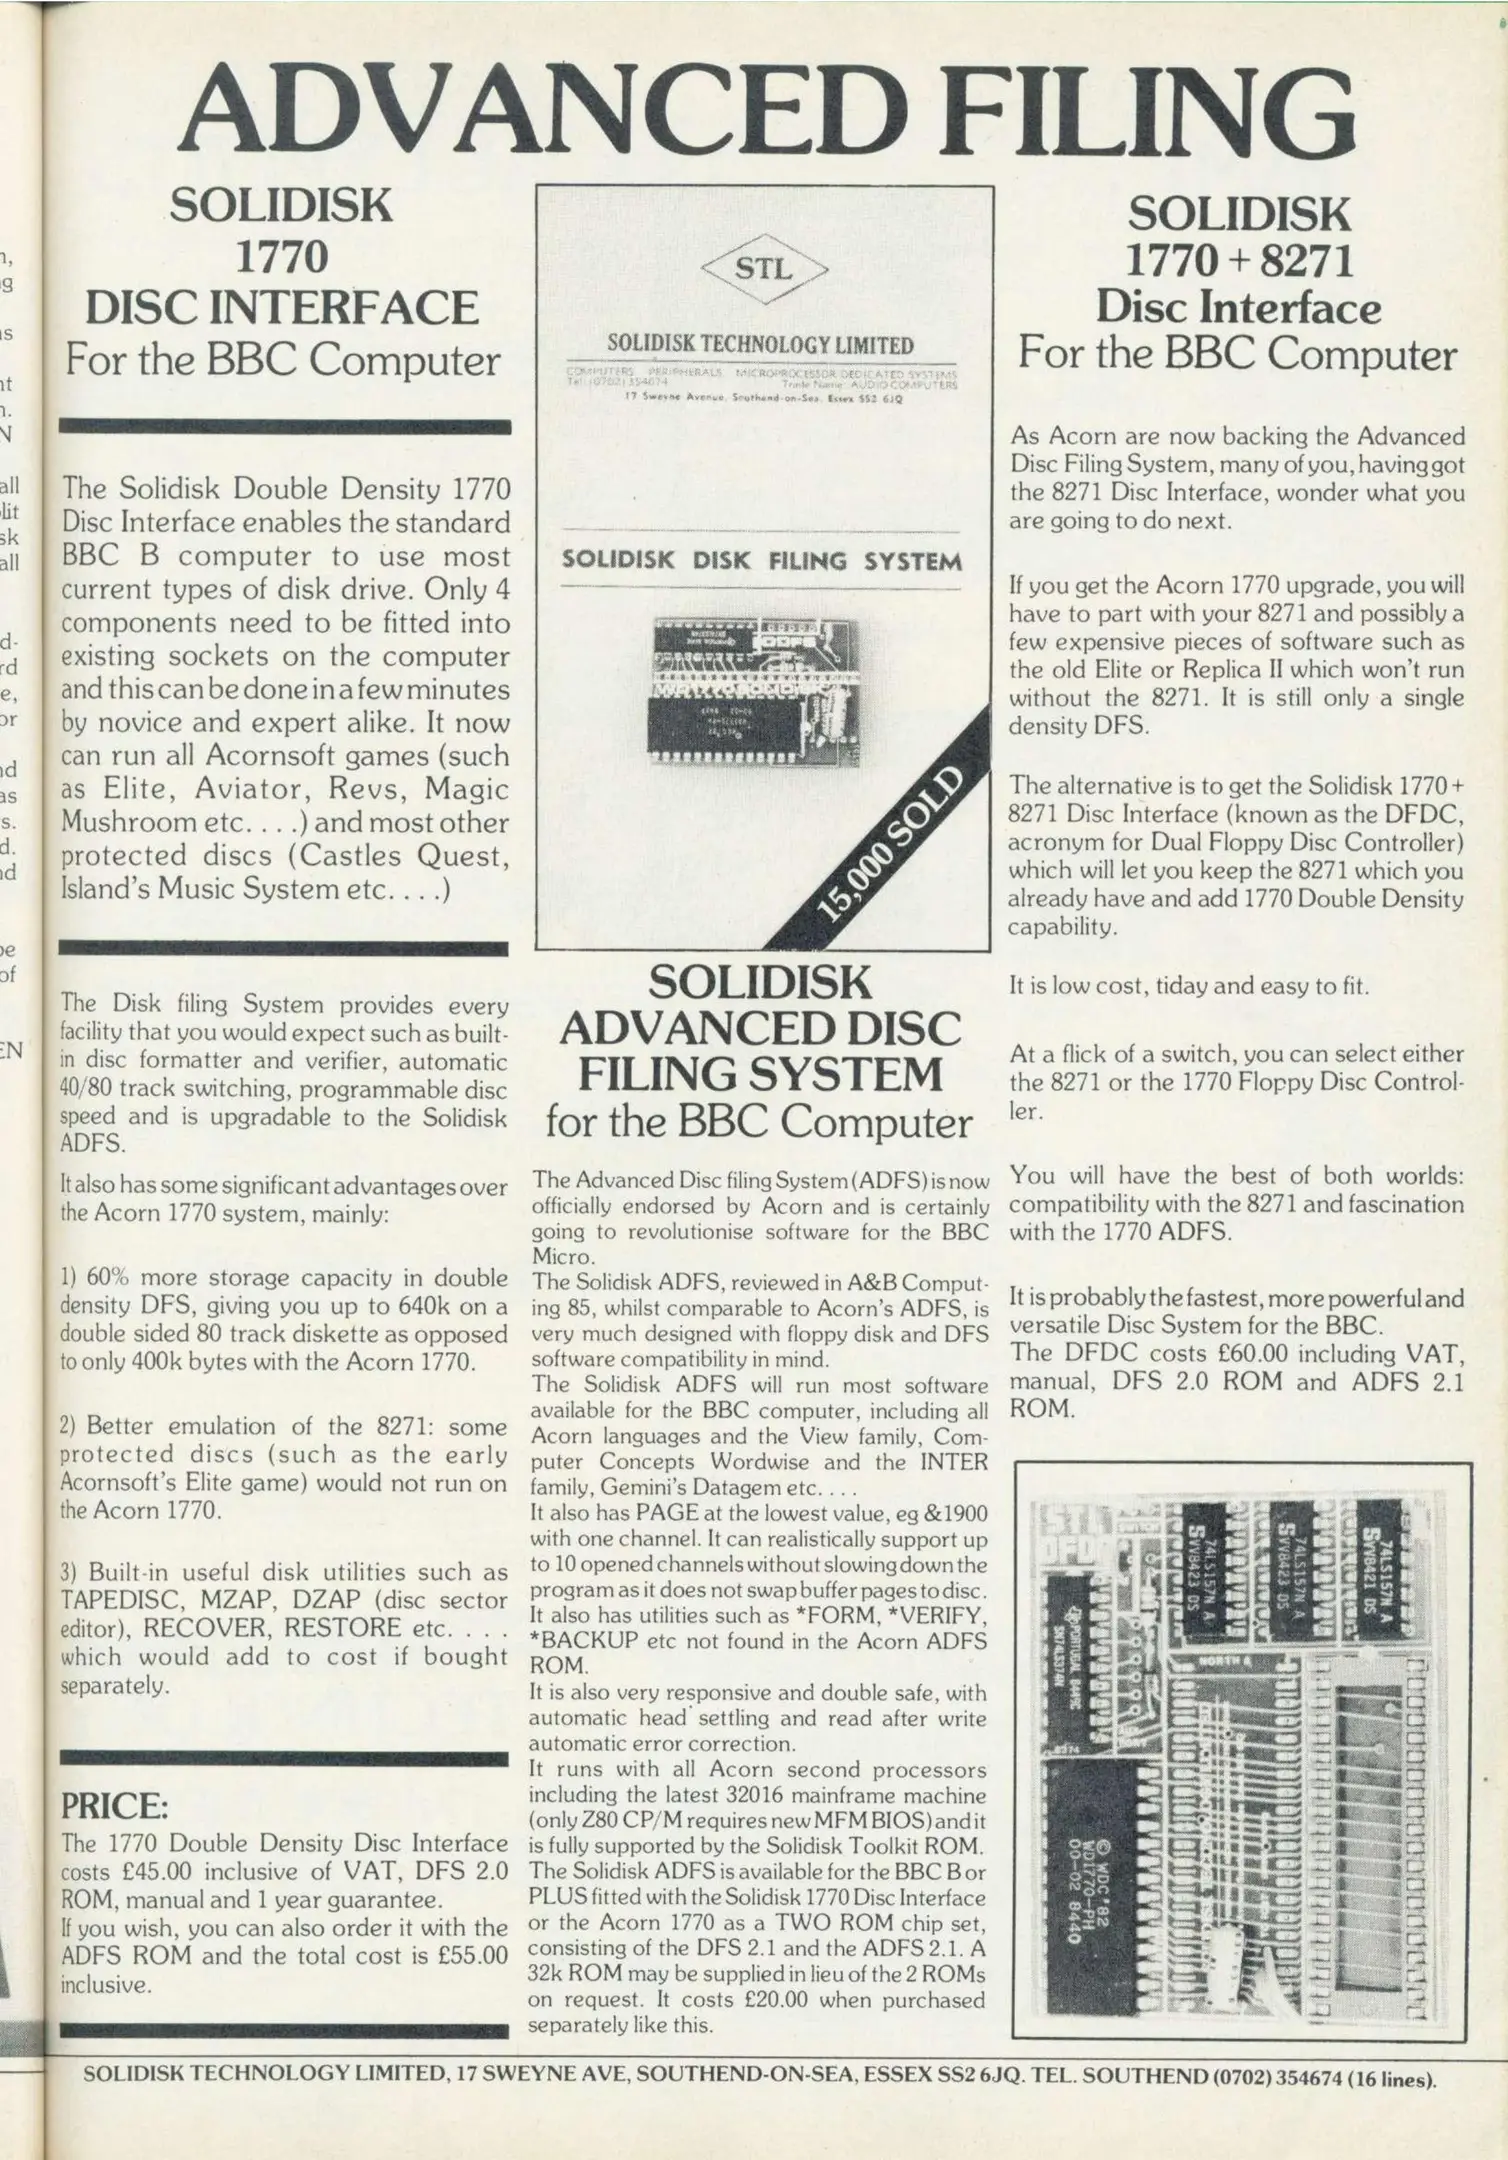 ADVANCED FILING
SOLIDISK
1770
DISC INTERFACE
For the BBC Computer
The Solidisk Double Density 1770
Disc Interface enables the standard
BBC B computer to use most
current types of disk drive. Only 4
components need to be fitted into
existing sockets on the computer
and this can be done in a few minutes
by novice and expert alike. It now
can run all Acornsoft games (such
as Elite, Aviator, Revs, Magic
Mushroom etc. . . .) and most other
protected discs (Castles Quest,
Island's Music System etc. . . .)
The Disk filing System provides every
facility that you would expect such as built-
in disc formatter and verifier, automatic
40/80 track switching, programmable disc
speed and is upgradable to the Solidisk
ADFS.
It also has some significant advantages over
the Acorn 1770 system, mainly:
1) 60% more storage capacity in double
density DFS, giving you up to 640k on a
double sided 80 track diskette as opposed
to only 400k bytes with the Acorn 1770.
2) Better emulation of the 8271: some
protected discs (such as the early
Acornsoft's Elite game) would not run on
the Acorn 1770.
3) Built-in useful disk utilities such as
TAPEDISC, MZAP, DZAP (disc sector
editor), RECOVER, RESTORE etc. . . .
which would add to cost if bought
separately.
PRICE:
The 1770 Double Density Disc Interface
costs £45.00 inclusive of VAT, DFS 2.0
ROM, manual and 1 year guarantee.
If you wish, you can also order it with the
ADFS ROM and the total cost is £55.00
inclusive.
STL
SOLIDISK TECHNOLOGY LIMITED
COMPUTERS PERIPHERALS MICROPROCESSOR DEDICATED SYSTEMS
Tel: (0702) 354674 Trade Name: AUDIO COMPUTERS
17 Sweyne Avenue, Southend-on-Sea, Essex SS2 6JQ
SOLIDISK DISK FILING SYSTEM
15,000 SOLD
SOLIDISK
ADVANCED DISC
FILING SYSTEM
for the BBC Computer
The Advanced Disc filing System (ADFS) is now
officially endorsed by Acorn and is certainly
going to revolutionise software for the BBC
Micro.
The Solidisk ADFS, reviewed in A&B Comput-
ing 85, whilst comparable to Acorn's ADFS, is
very much designed with floppy disk and DFS
software compatibility in mind.
The Solidisk ADFS will run most software
available for the BBC computer, including all
Acorn languages and the View family, Com-
puter Concepts Wordwise and the INTER
family, Gemini's Datagem etc. . . .
It also has PAGE at the lowest value, eg &1900
with one channel. It can realistically support up
to 10 opened channels without slowing down the
program as it does not swap buffer pages to disc.
It also has utilities such as *FORM, *VERIFY,
*BACKUP etc not found in the Acorn ADFS
ROM.
It is also very responsive and double safe, with
automatic head settling and read after write
automatic error correction.
It runs with all Acorn second processors
including the latest 32016 mainframe machine
(only Z80 CP/M requires new MFM BIOS) and it
is fully supported by the Solidisk Toolkit ROM.
The Solidisk ADFS is available for the BBC B or
PLUS fitted with the Solidisk 1770 Disc Interface
or the Acorn 1770 as a TWO ROM chip set,
consisting of the DFS 2.1 and the ADFS 2.1. A
32k ROM may be supplied in lieu of the 2 ROMs
on request. It costs £20.00 when purchased
separately like this.
SOLIDISK
1770 + 8271
Disc Interface
For the BBC Computer
As Acorn are now backing the Advanced
Disc Filing System, many of you, having got
the 8271 Disc Interface, wonder what you
are going to do next.
If you get the Acorn 1770 upgrade, you will
have to part with your 8271 and possibly a
few expensive pieces of software such as
the old Elite or Replica II which won't run
without the 8271. It is still only a single
density DFS.
The alternative is to get the Solidisk 1770 +
8271 Disc Interface (known as the DFDC,
acronym for Dual Floppy Disc Controller)
which will let you keep the 8271 which you
already have and add 1770 Double Density
capability.
It is low cost, tiday and easy to fit.
At a flick of a switch, you can select either
the 8271 or the 1770 Floppy Disc Control-
ler.
You will have the best of both worlds:
compatibility with the 8271 and fascination
with the 1770 ADFS.
It is probably the fastest, more powerful and
versatile Disc System for the BBC.
The DFDC costs £60.00 including VAT,
manual, DFS 2.0 ROM and ADFS 2.1
ROM.
STL
DFDC
74LS157N A
74LS157N A
74LS157N A
NORTH A
© WDC'82
WD1770-PH
00-02 8440
SOLIDISK TECHNOLOGY LIMITED, 17 SWEYNE AVE, SOUTHEND-ON-SEA, ESSEX SS2 6JQ. TEL. SOUTHEND (0702) 354674 (16 lines).